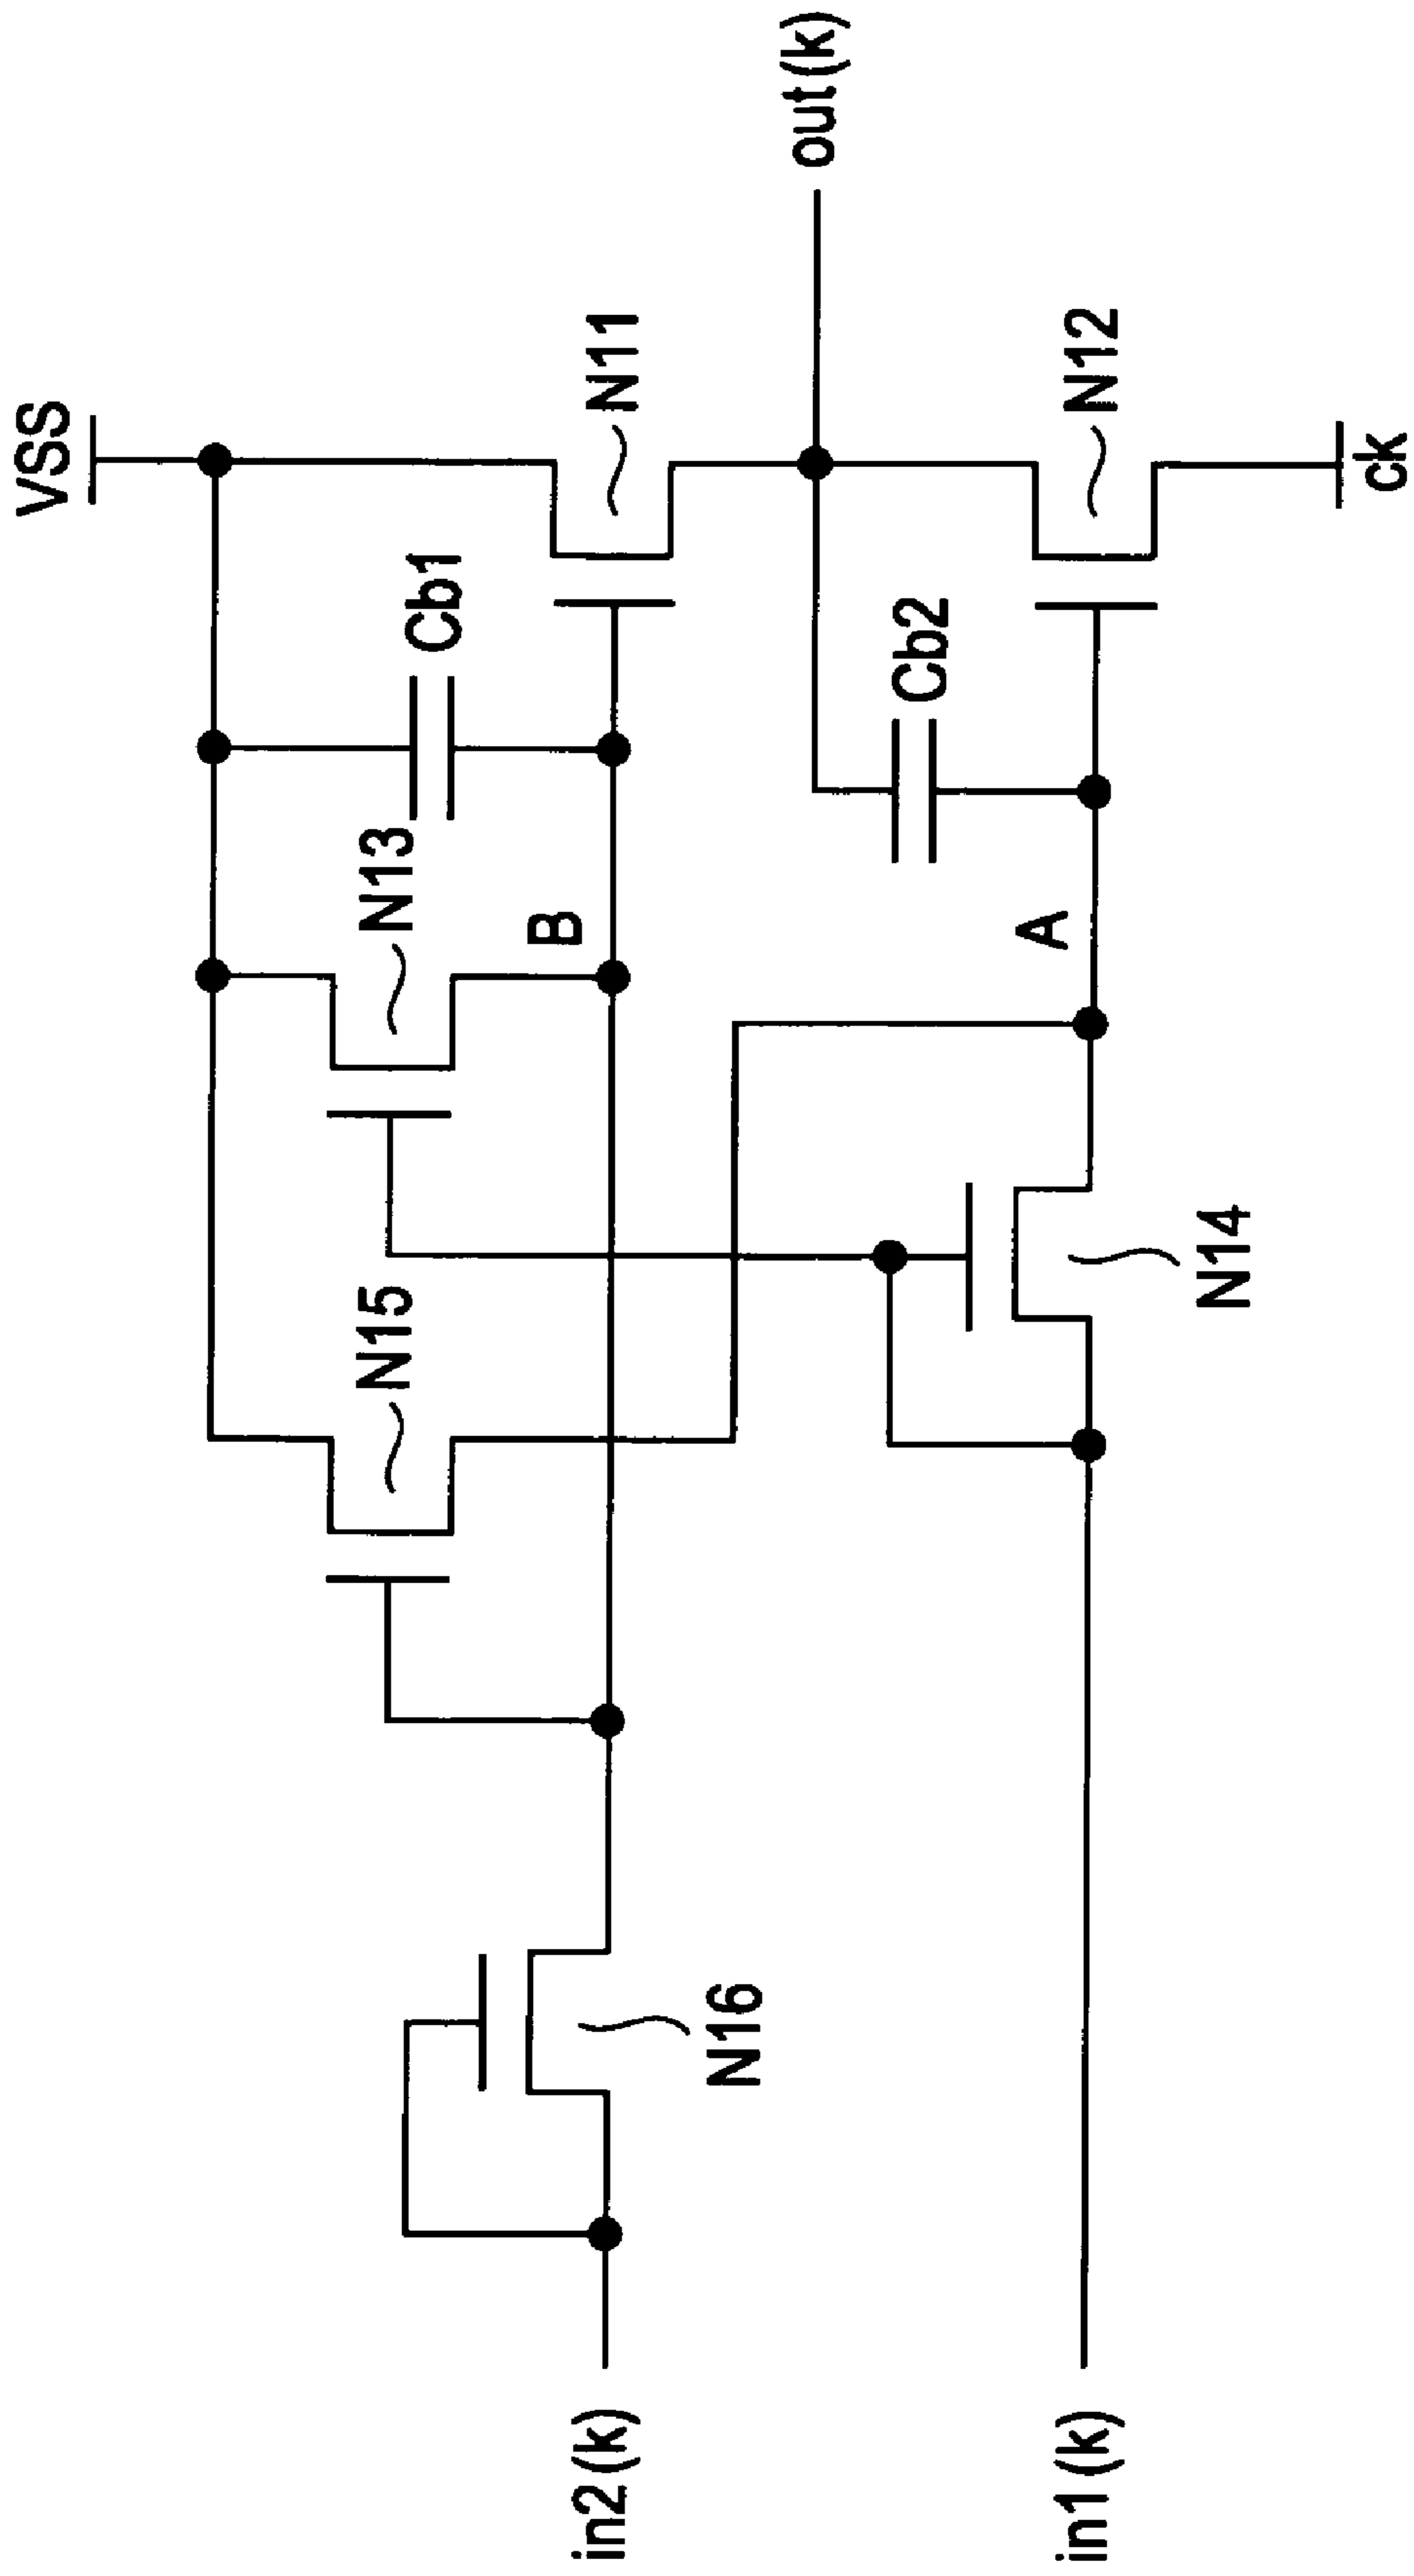 VSS
out (k)
N11
N12
ck
Cb1
Cb2
N13
B
A
N15
N14
N16
in2 (k)
in1 (k)